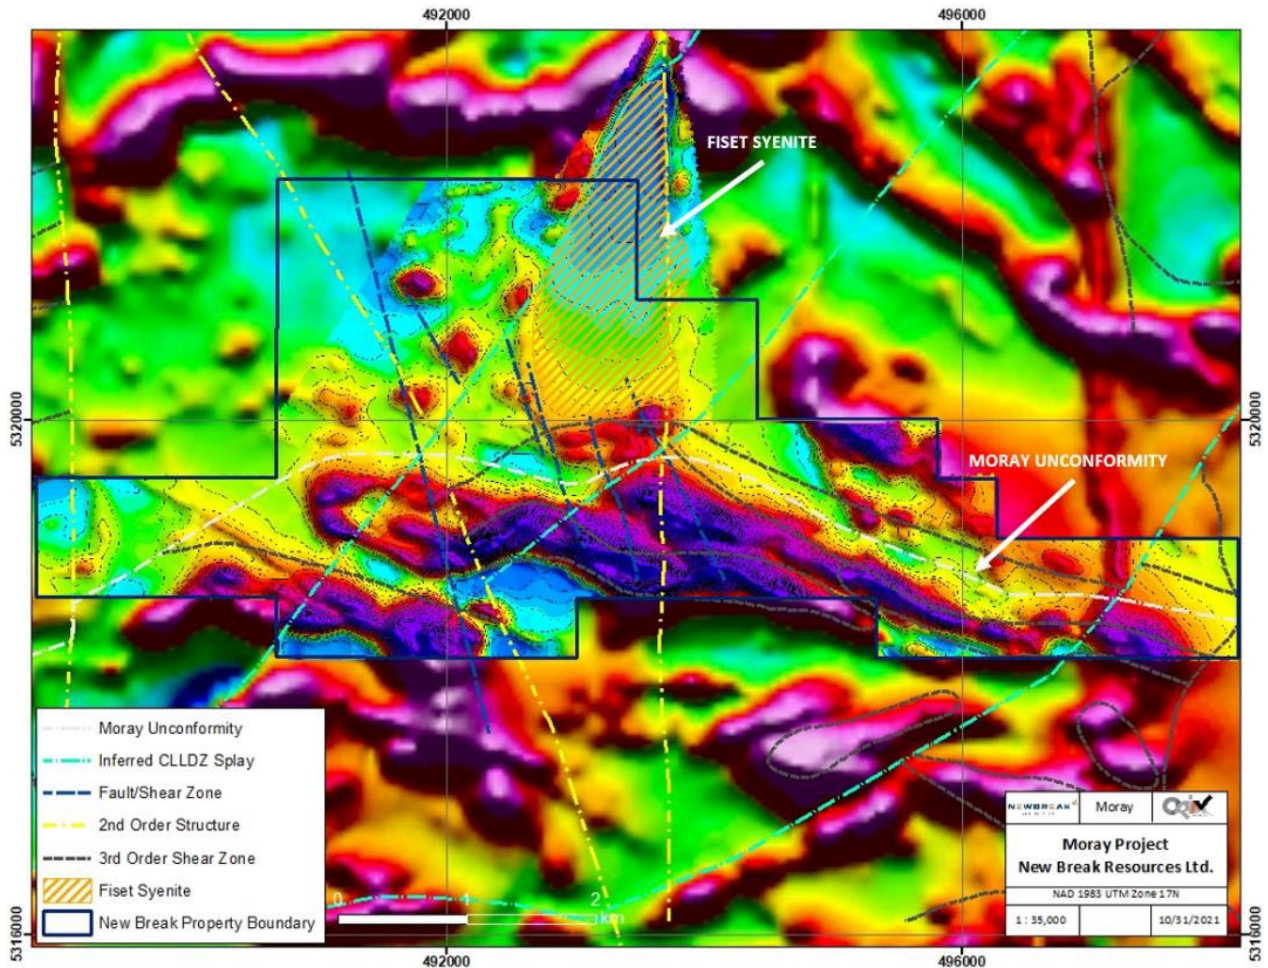 492000
496000
FISET SYENITE
5320000
5320000
MORAY UNCONFORMITY
Moray Unconformity
Inferred CLLDZ Splay
Fault/Shear Zone
2nd Order Structure
3rd Order Shear Zone
Fiset Syenite
New Break Property Boundary
0 1 2
km
NEWBREAK
Moray
Moray Project
New Break Resources Ltd.
NAD 1983 UTM Zone 17N
1 : 35,000
10/31/2021
5316000
5316000
492000
496000